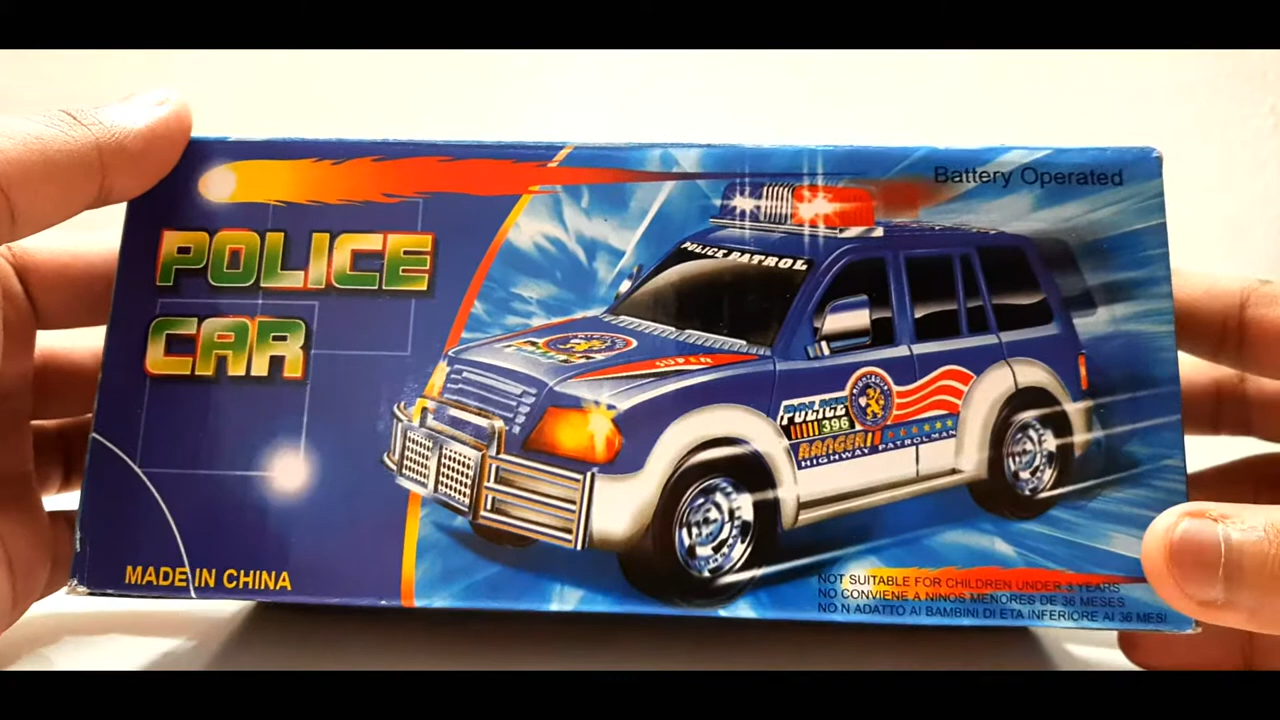 Battery Operated
POLICE
CAR
POLICE PATROL
SUPER
POLICE
396
RANGER
HIGHWAY PATROLMAN
MADE IN CHINA
NOT SUITABLE FOR CHILDREN UNDER 3 YEARS
NO CONVIENE A NINOS MENORES DE 36 MESES
NO N ADATTO AI BAMBINI DI ETA INFERIORE AI 36 MESI